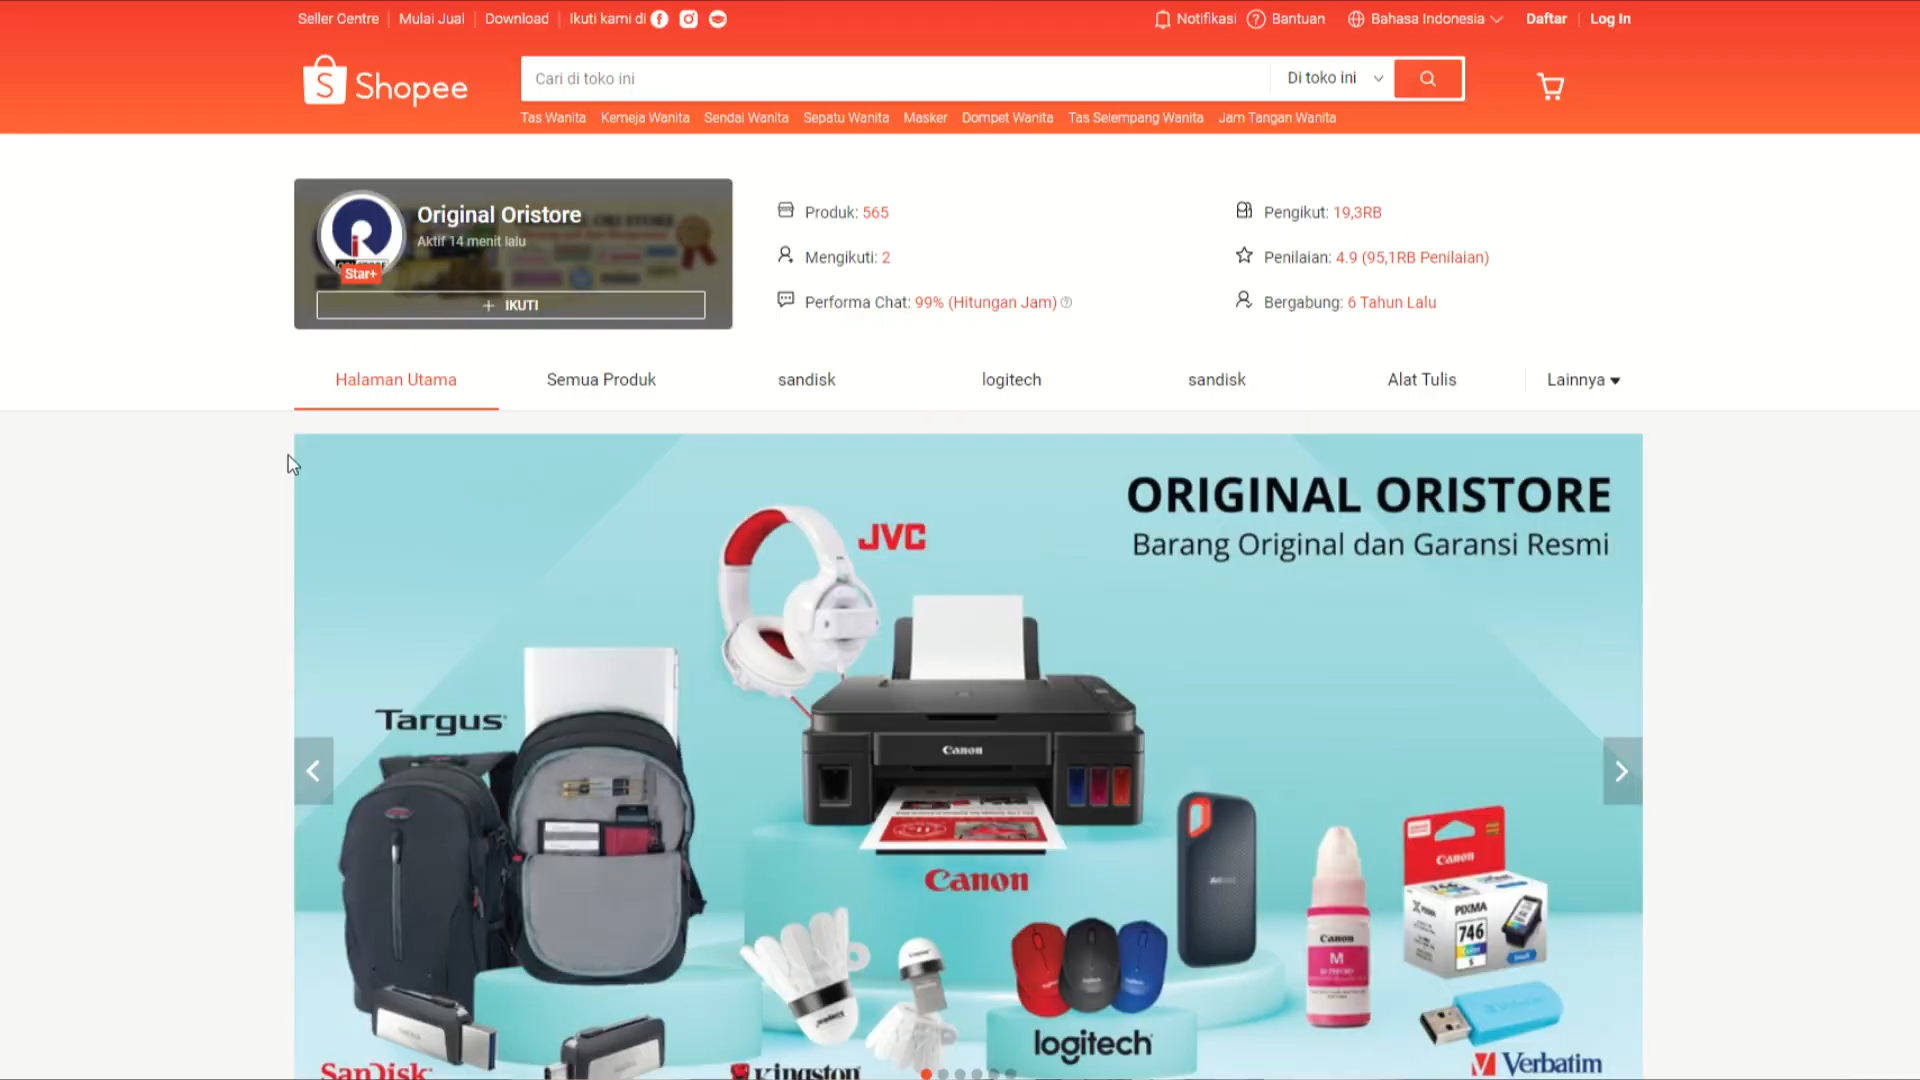 Seller Centre Mulai Jual Download Ikuti kami di
Notifikasi Bantuan Bahasa Indonesia Daftar Log In
Shopee
Cari di toko ini Di toko ini
Tas Wanita Kemeja Wanita Sendal Wanita Sepatu Wanita Masker Dompet Wanita Tas Selempang Wanita Jam Tangan Wanita
Original Oristore
Aktif 14 menit lalu
Star+
+ IKUTI
Produk: 565
Mengikuti: 2
Performa Chat: 99% (Hitungan Jam)
Pengikut: 19,3RB
Penilaian: 4.9 (95,1RB Penilaian)
Bergabung: 6 Tahun Lalu
Halaman Utama Semua Produk sandisk logitech sandisk Alat Tulis Lainnya
ORIGINAL ORISTORE
Barang Original dan Garansi Resmi
JVC
Targus
Canon
Canon
Canon
M
Canon
PIXMA
746
logitech
SanDisk
Kingston
Verbatim